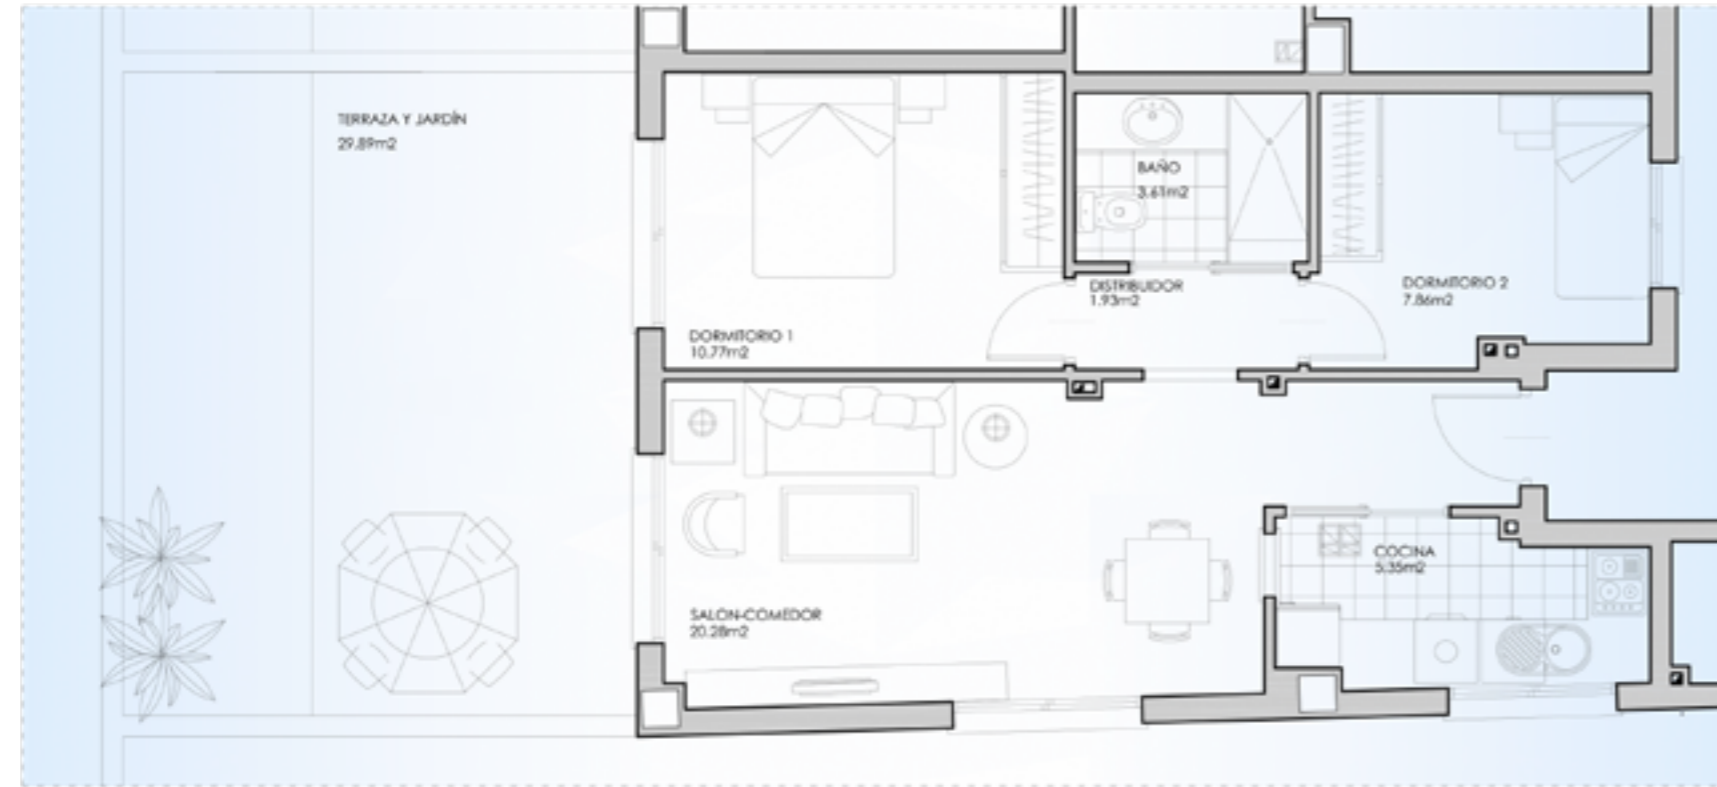 TERRAZA Y JARDÍN
29.89m2
BAÑO
3.61m2
DISTRIBUIDOR
1.93m2
DORMITORIO 2
7.86m2
DORMITORIO 1
10.77m2
COCINA
5.35m2
SALON-COMEDOR
20.28m2